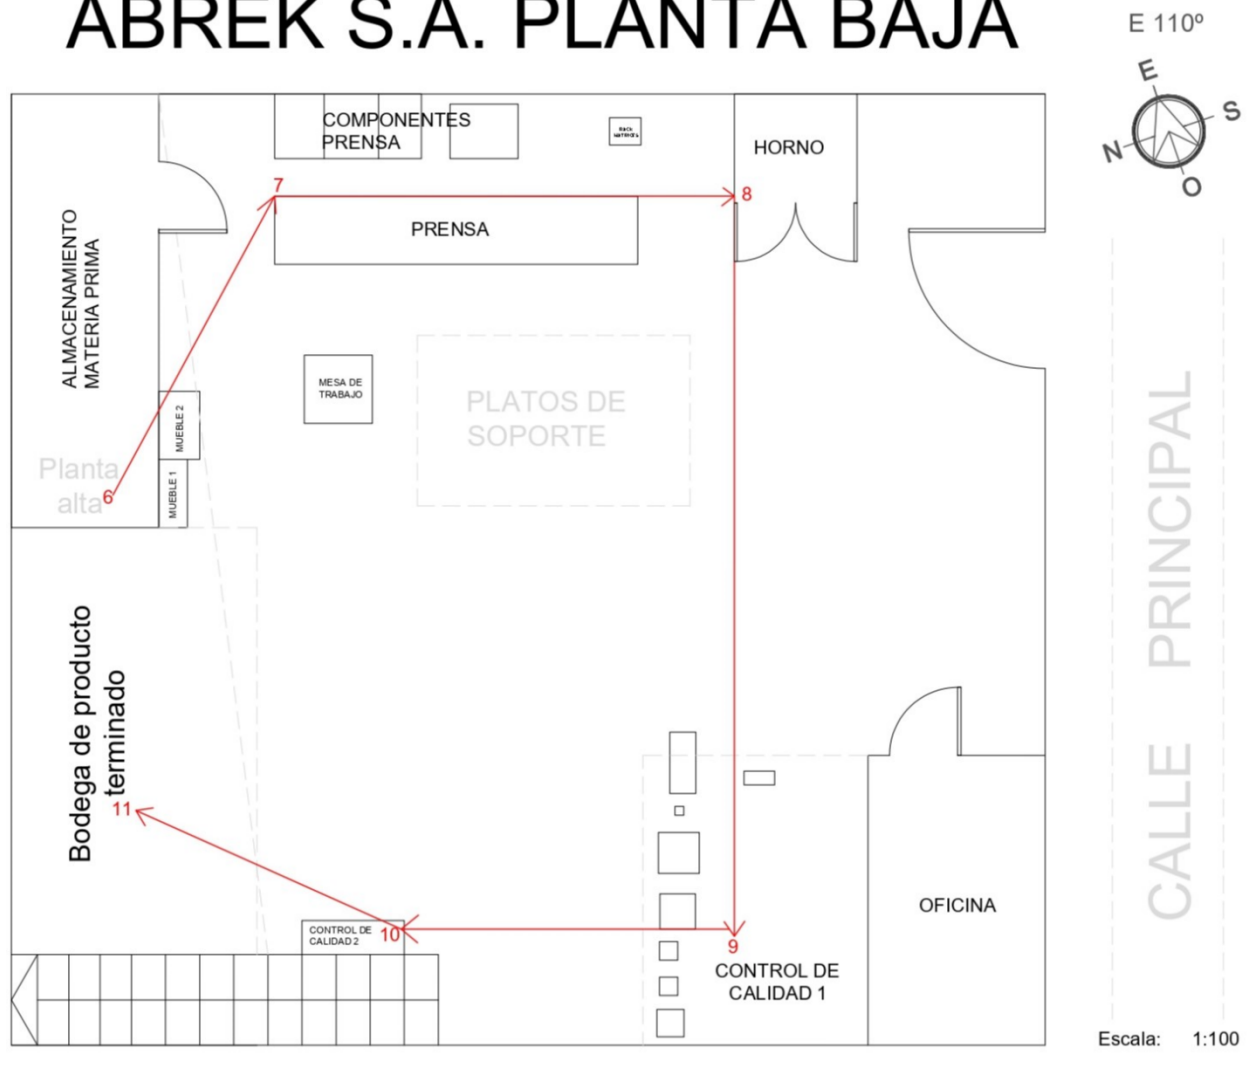 ABREK S.A. PLANTA BAJA
E 110º
E
S
N
O
COMPONENTES
PRENSA
HORNO
7
8
PRENSA
ALMACENAMIENTO
MATERIA PRIMA
MESA DE
TRABAJO
PLATOS DE
SOPORTE
MUEBLE 2
MUEBLE 1
Planta
alta
6
CALLE PRINCIPAL
Bodega de producto
terminado
11
OFICINA
CONTROL DE
CALIDAD 2
10
9
CONTROL DE
CALIDAD 1
Escala: 1:100